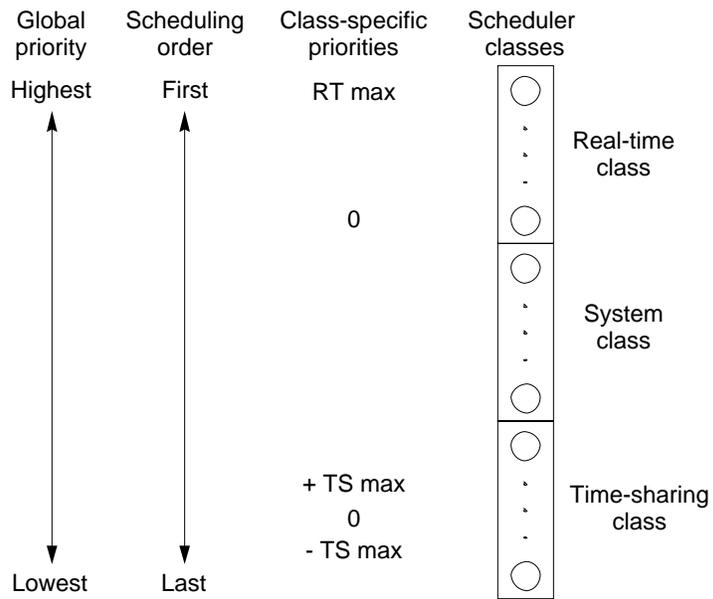 Global priority
Scheduling order
Class-specific priorities
Scheduler classes
Highest
First
RT max
Real-time class
0
System class
+ TS max
0
- TS max
Time-sharing class
Lowest
Last